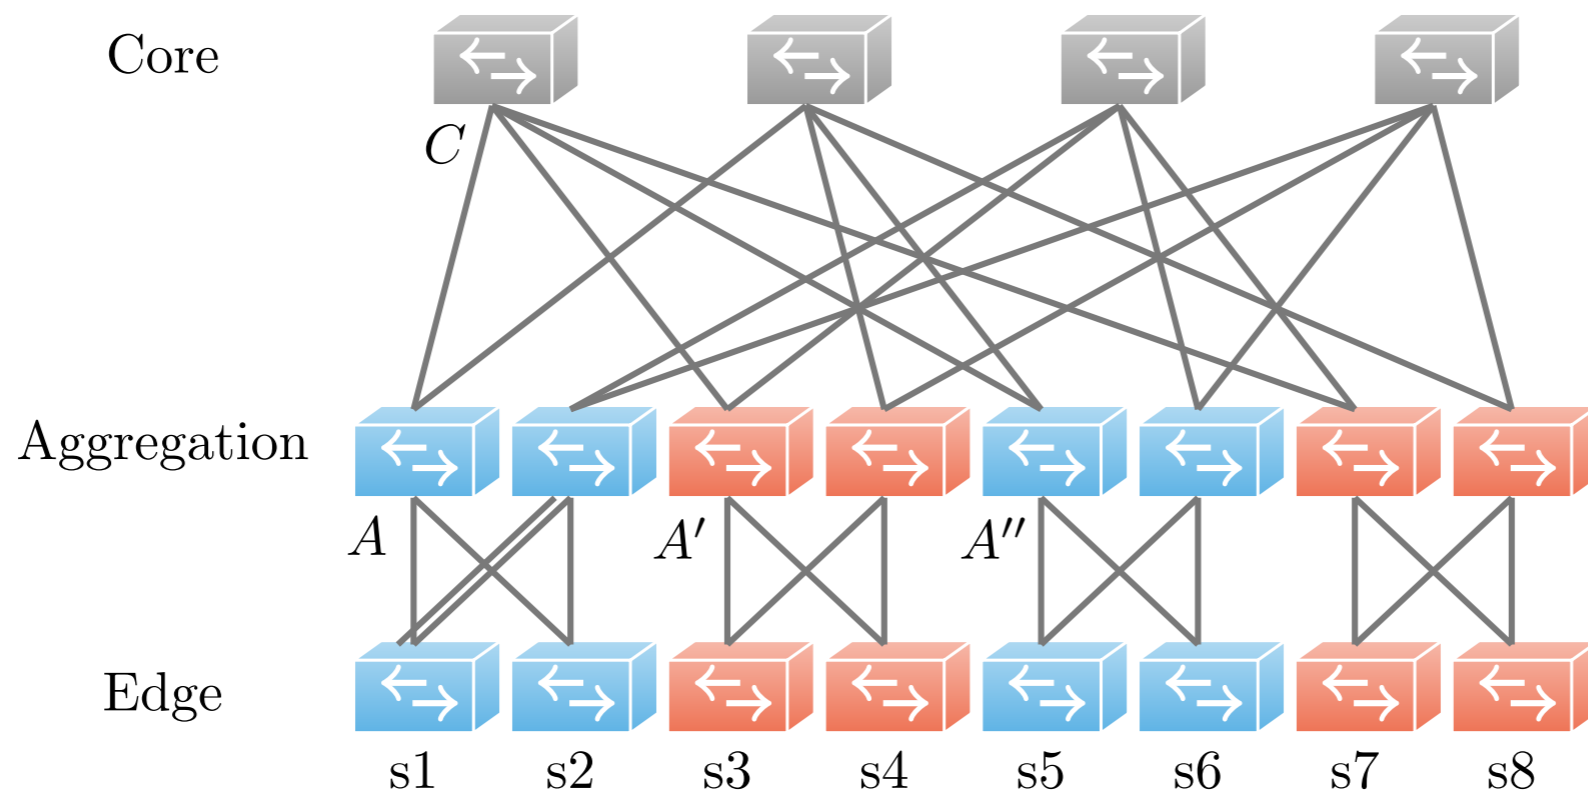 Core
C
Aggregation
A A′ A″
Edge
s1 s2 s3 s4 s5 s6 s7 s8